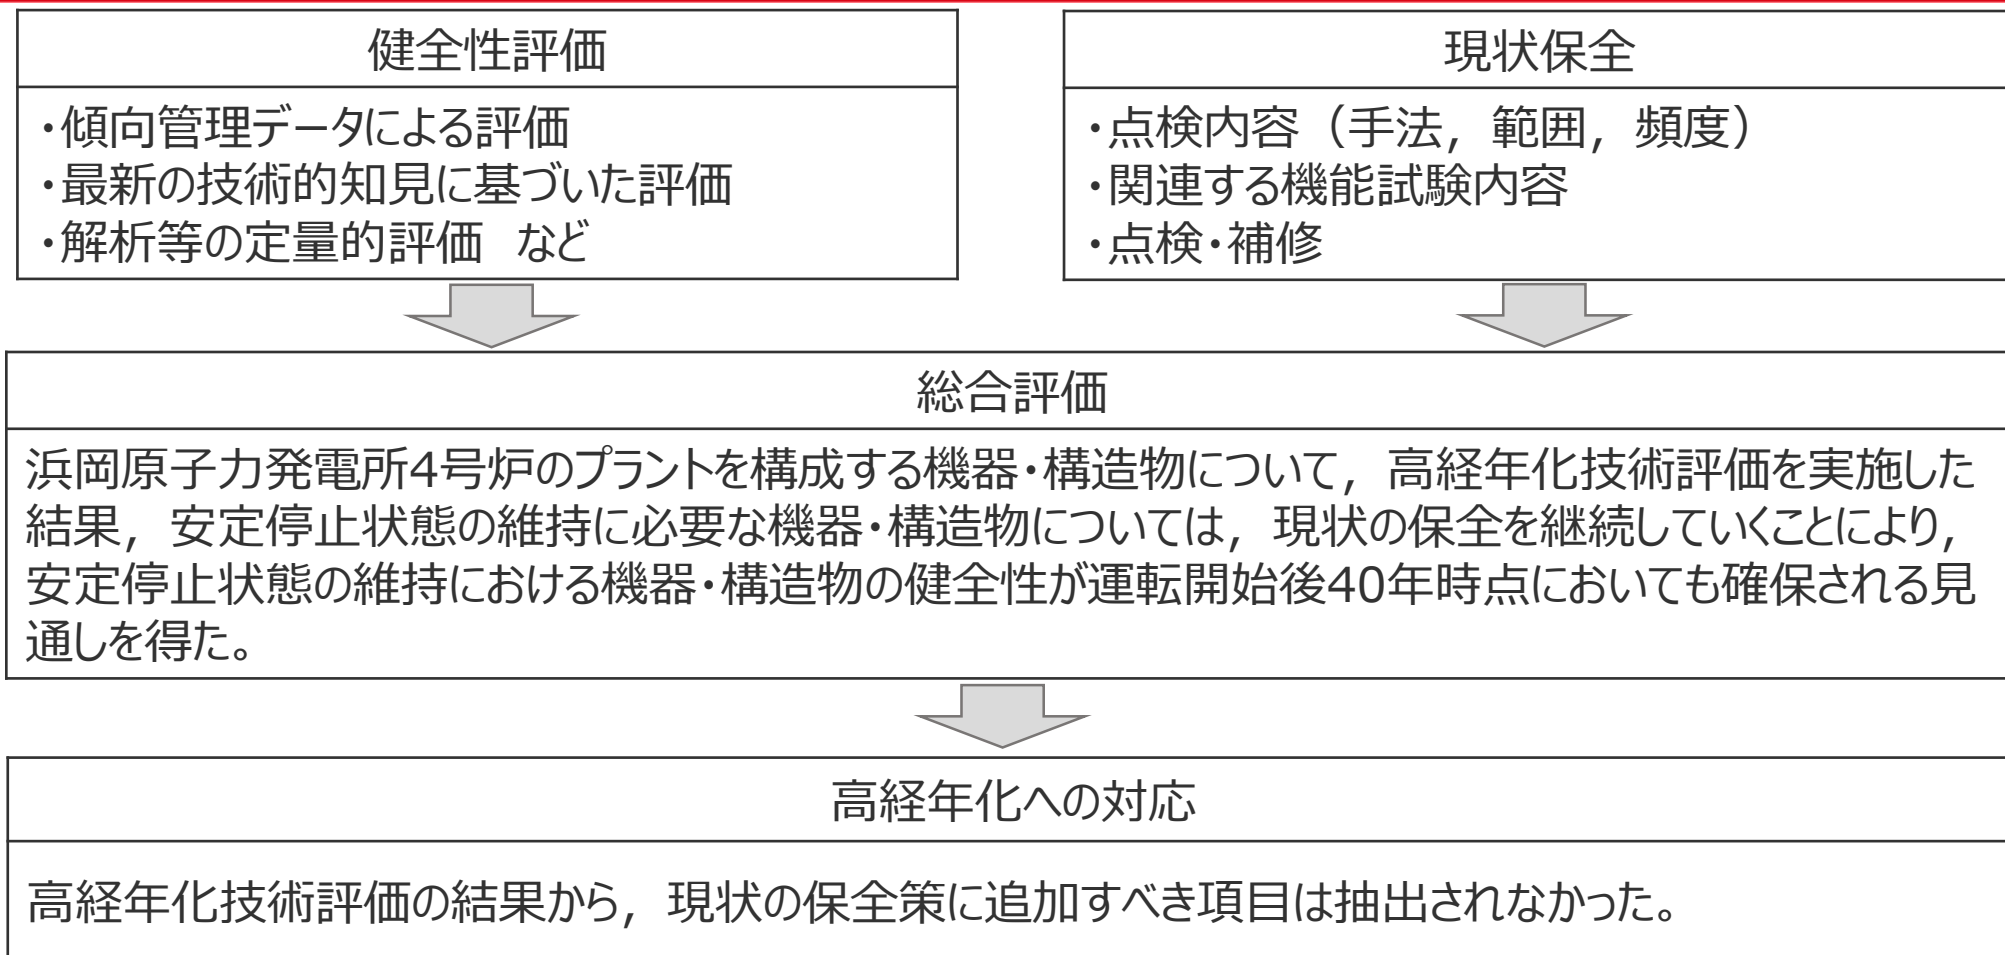 健全性評価
・傾向管理データによる評価
・最新の技術的知見に基づいた評価
・解析等の定量的評価　など
現状保全
・点検内容（手法，範囲，頻度）
・関連する機能試験内容
・点検・補修
総合評価
浜岡原子力発電所4号炉のプラントを構成する機器・構造物について，高経年化技術評価を実施した
結果，安定停止状態の維持に必要な機器・構造物については，現状の保全を継続していくことにより，
安定停止状態の維持における機器・構造物の健全性が運転開始後40年時点においても確保される見
通しを得た。
高経年化への対応
高経年化技術評価の結果から，現状の保全策に追加すべき項目は抽出されなかった。